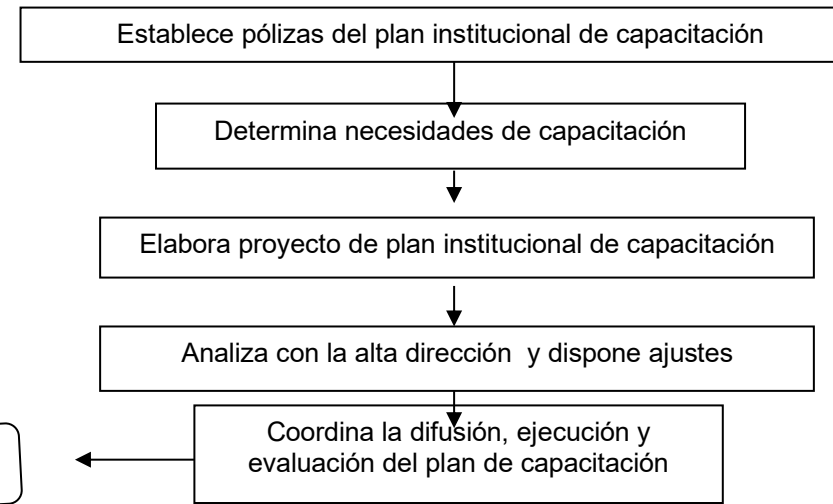 Establece pólizas del plan institucional de capacitación
Determina necesidades de capacitación
Elabora proyecto de plan institucional de capacitación
Analiza con la alta dirección y dispone ajustes
Coordina la difusión, ejecución y
evaluación del plan de capacitación